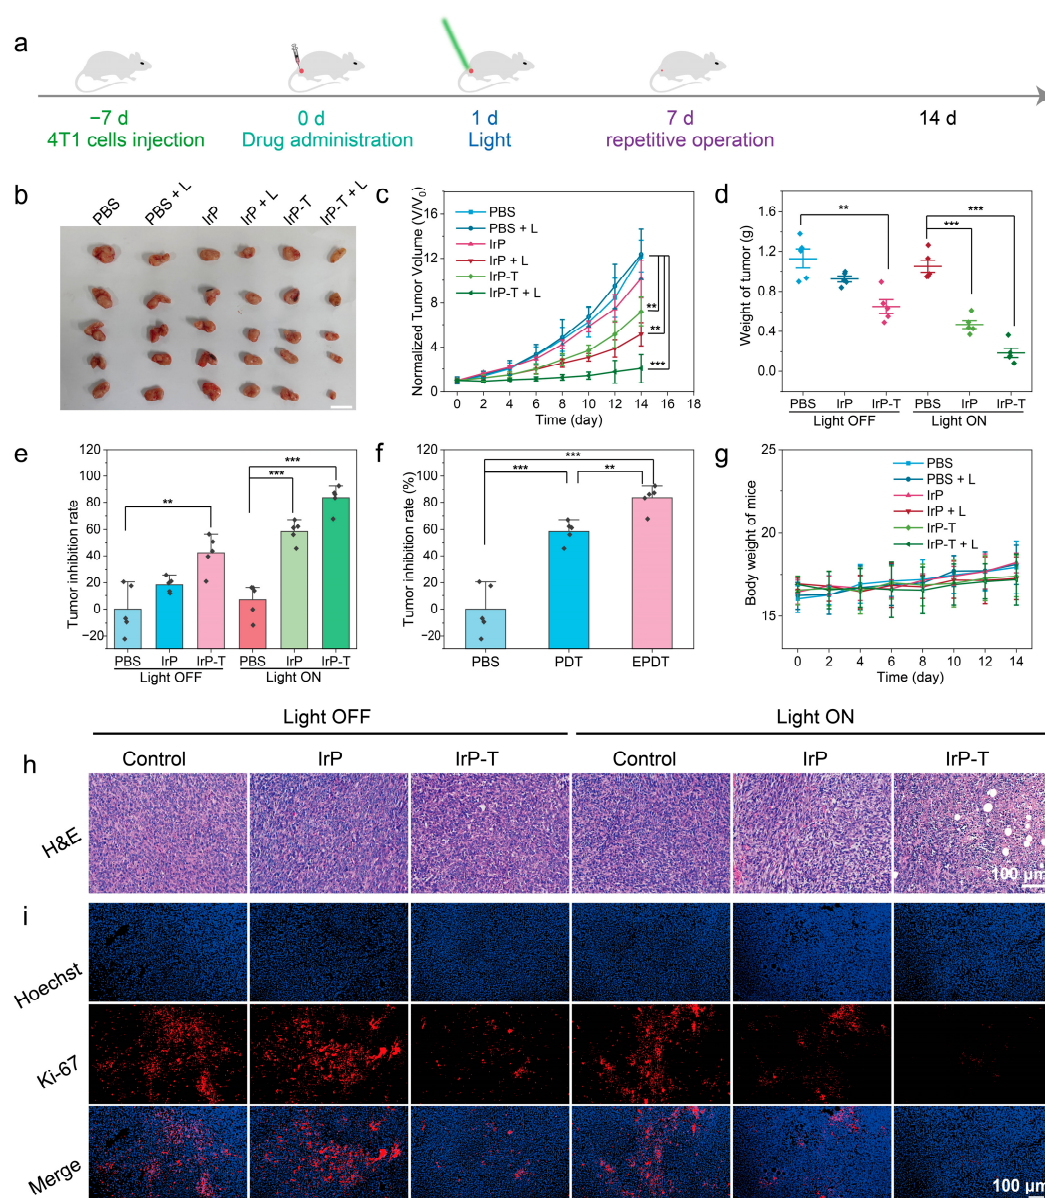 a
−7 d
0 d
1 d
7 d
14 d
4T1 cells injection
Drug administration
Light
repetitive operation
b
PBS
PBS + L
IrP
IrP + L
IrP-T
IrP-T + L
c
Normalized Tumor Volume (V/V0)
16
12
8
4
0
PBS
PBS + L
IrP
IrP + L
IrP-T
IrP-T + L
**
**
***
0 2 4 6 8 10 12 14 16 18
Time (day)
d
Weight of tumor (g)
1.6
1.2
0.8
0.4
0.0
**
***
***
PBS IrP IrP-T PBS IrP IrP-T
Light OFF Light ON
e
Tumor inhibition rate
120
100
80
60
40
20
0
−20
**
***
***
PBS IrP IrP-T PBS IrP IrP-T
Light OFF Light ON
f
Tumor inhibition rate (%)
120
100
80
60
40
20
0
−20
***
***
**
PBS PDT EPDT
g
Body weight of mice
25
20
15
PBS
PBS + L
IrP
IrP + L
IrP-T
IrP-T + L
0 2 4 6 8 10 12 14
Time (day)
Light OFF
Light ON
h
Control IrP IrP-T Control IrP IrP-T
H&E
100 µm
i
Hoechst
Ki-67
Merge
100 µm